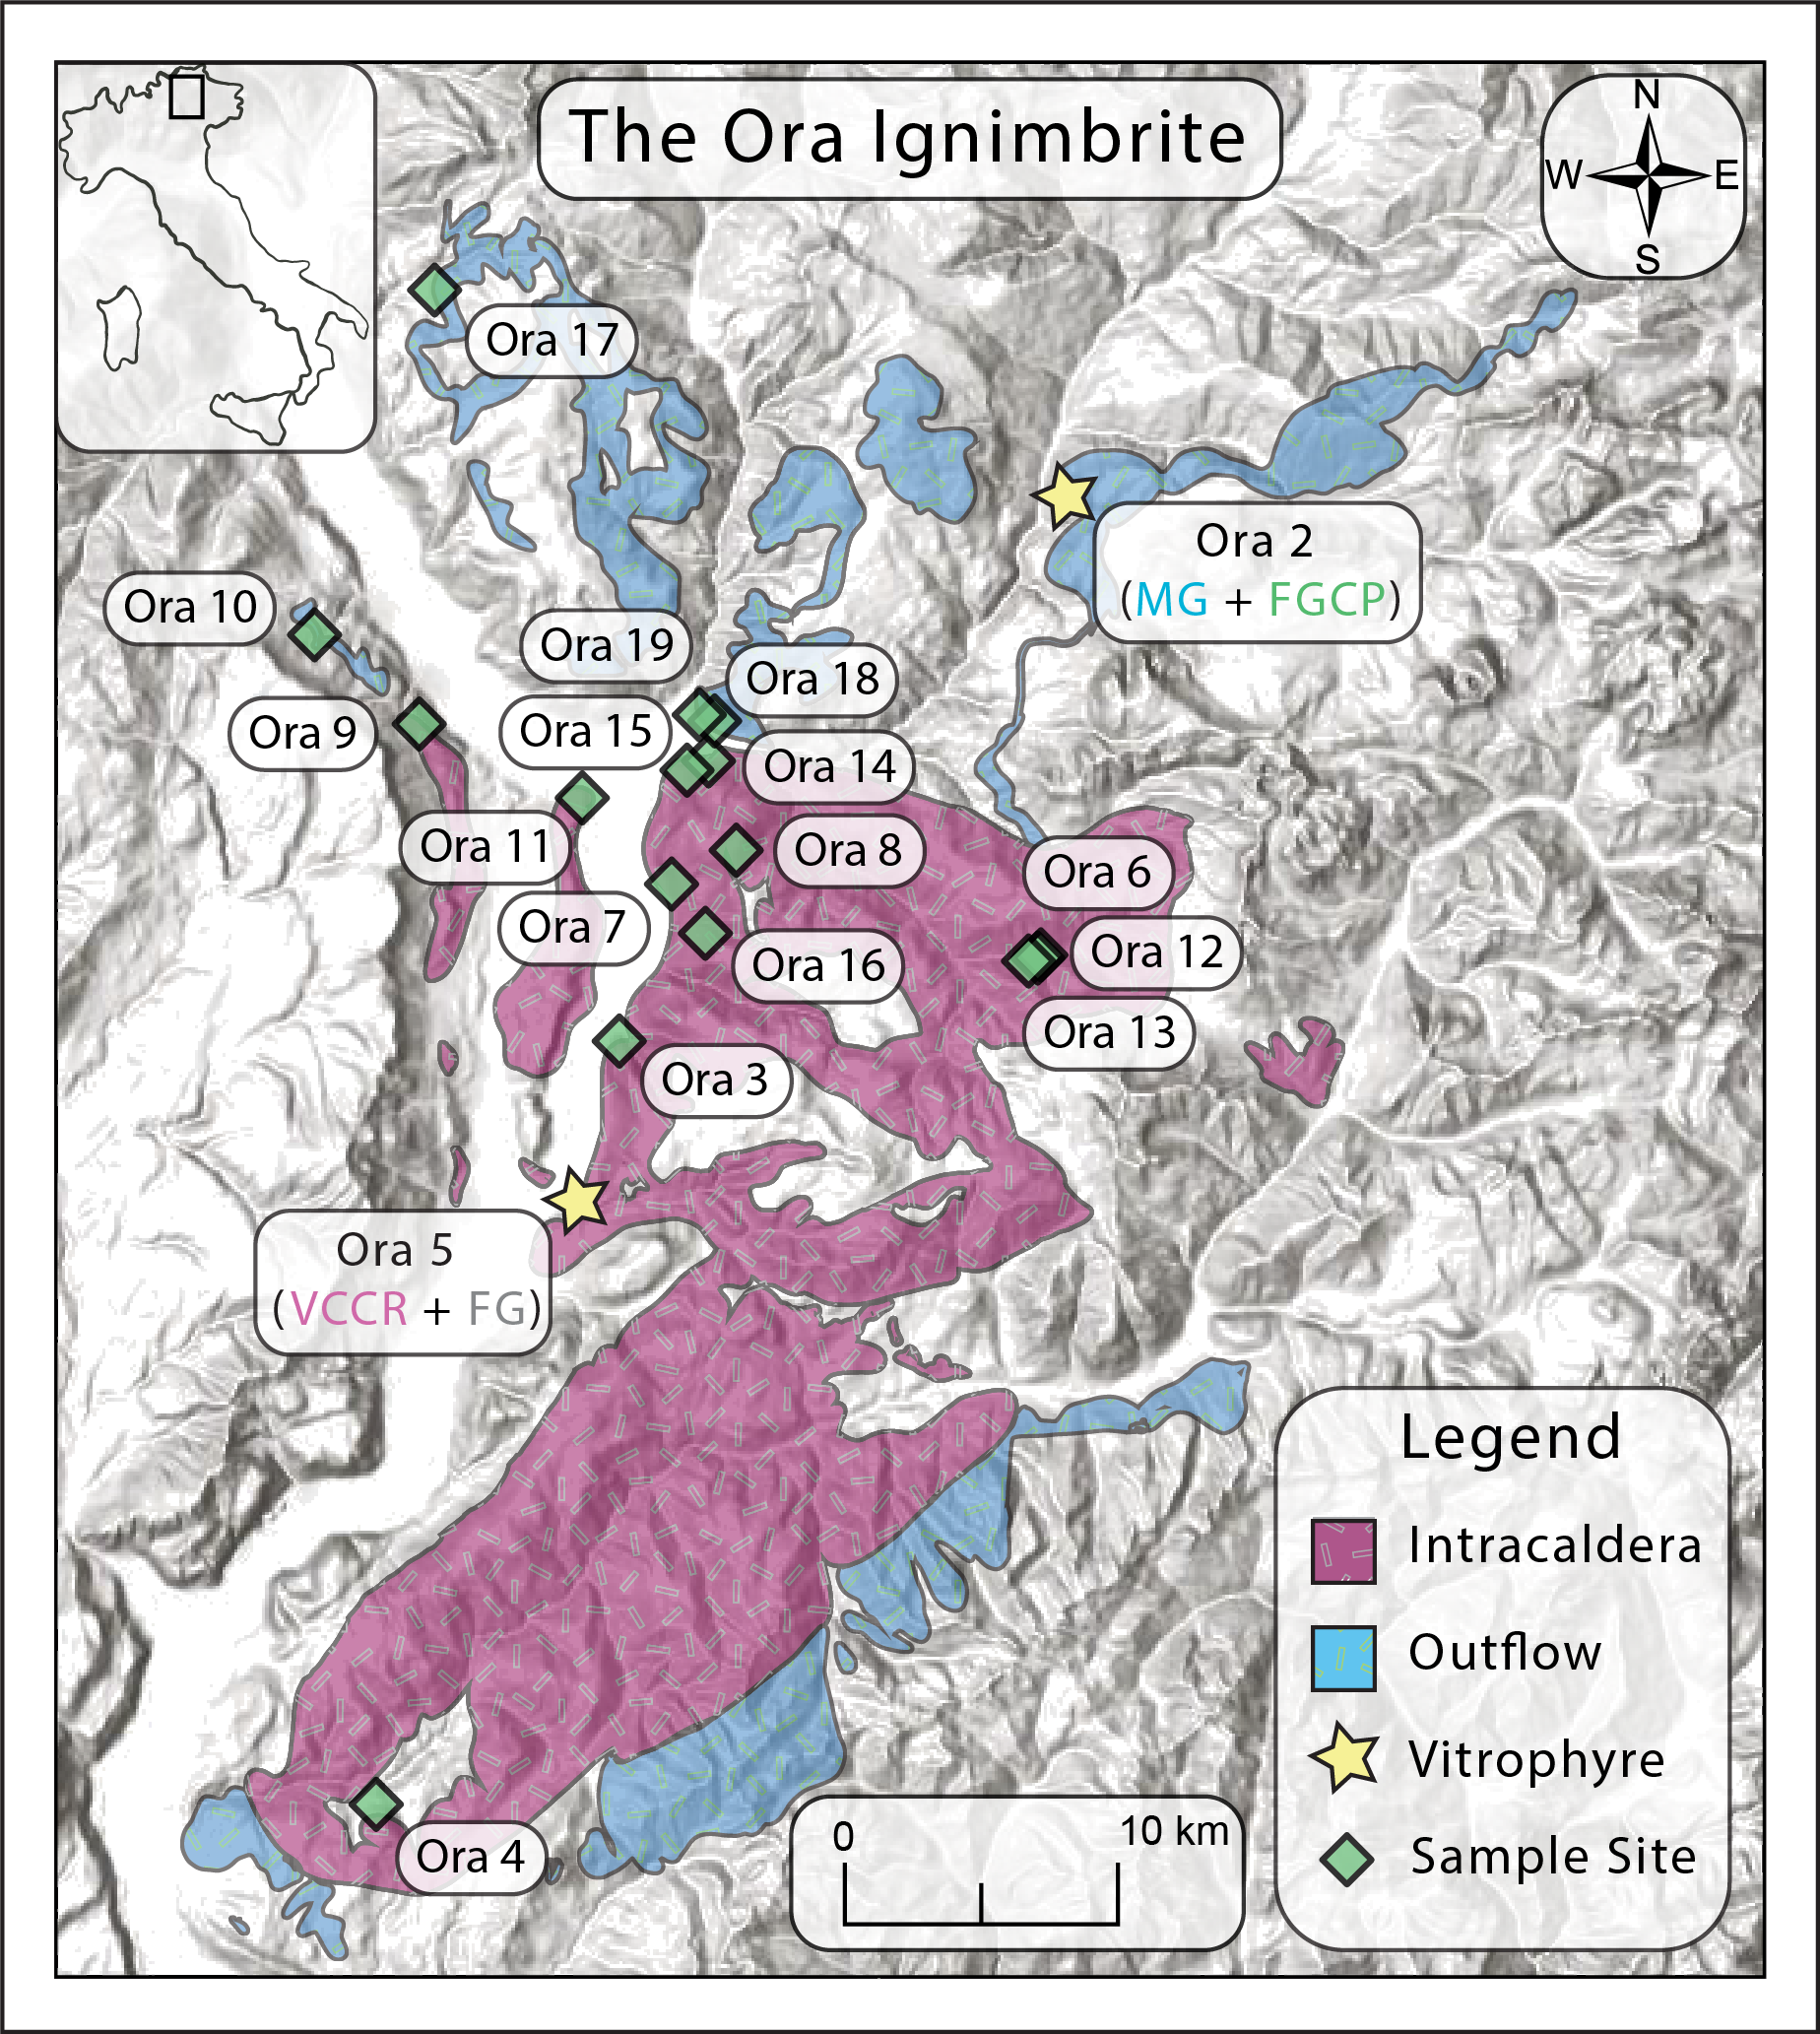 The Ora Ignimbrite
N
W
E
S
Ora 17
Ora 2
(MG + FGCP)
Ora 10
Ora 19
Ora 18
Ora 9
Ora 15
Ora 14
Ora 11
Ora 8
Ora 6
Ora 7
Ora 12
Ora 16
Ora 13
Ora 3
Ora 5
(VCCR + FG)
Ora 4
Legend
Intracaldera
Outflow
Vitrophyre
Sample Site
0
10 km